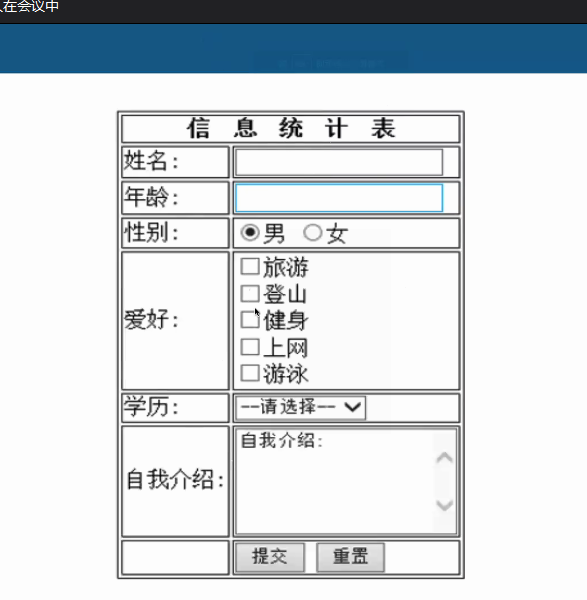 人在会议中
信 息 统 计 表
姓名：
年龄：
性别： 男 女
爱好：
旅游
登山
健身
上网
游泳
学历： --请选择--
自我介绍：
自我介绍：
提交 重置